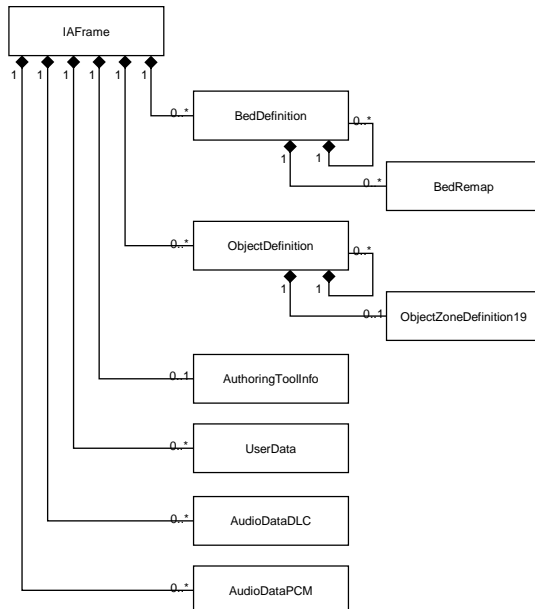 IAFrame
1 1 1 1 1 1
0..* BedDefinition 0..*
1 1
0..* BedRemap
0..* ObjectDefinition 0..*
1 1
0..1 ObjectZoneDefinition19
0..1 AuthoringToolInfo
0..* UserData
0..* AudioDataDLC
0..* AudioDataPCM